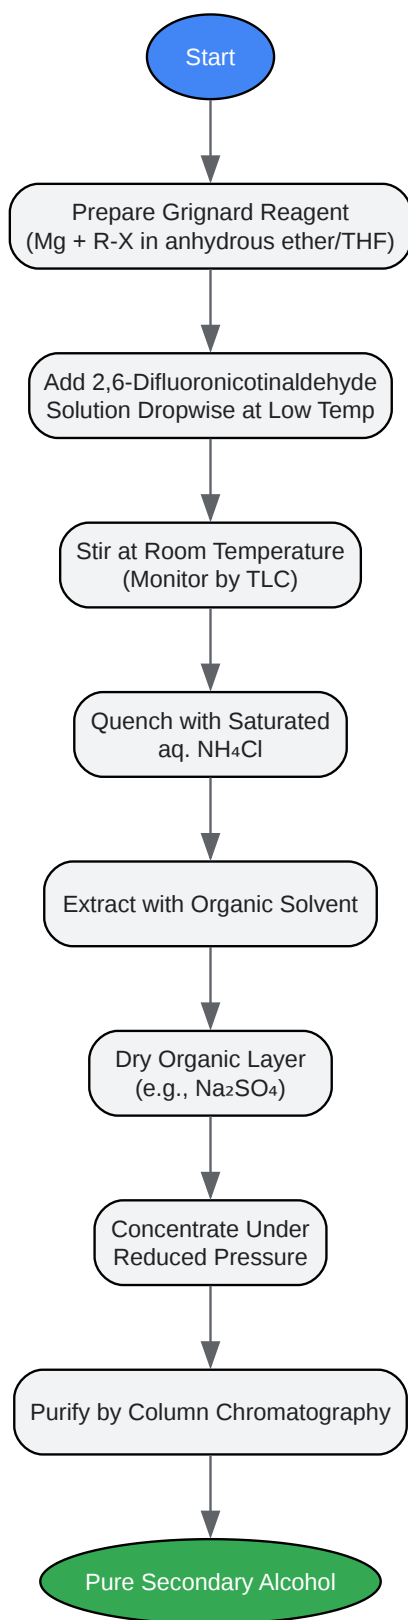 Start
Prepare Grignard Reagent
(Mg + R-X in anhydrous ether/THF)
Add 2,6-Difluoronicotinaldehyde
Solution Dropwise at Low Temp
Stir at Room Temperature
(Monitor by TLC)
Quench with Saturated
aq. NH₄Cl
Extract with Organic Solvent
Dry Organic Layer
(e.g., Na₂SO₄)
Concentrate Under
Reduced Pressure
Purify by Column Chromatography
Pure Secondary Alcohol